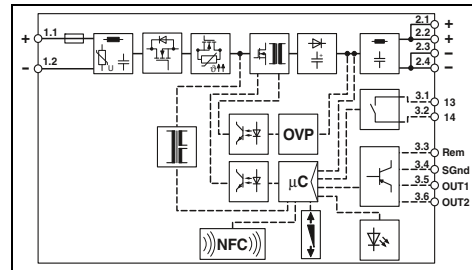 + 1.1
− 1.2
U
ϑ
2.1 +
2.2 +
2.3 −
2.4 −
3.1 13
3.2 14
OVP
μC
3.3 Rem
3.4 SGnd
3.5 OUT1
3.6 OUT2
NFC